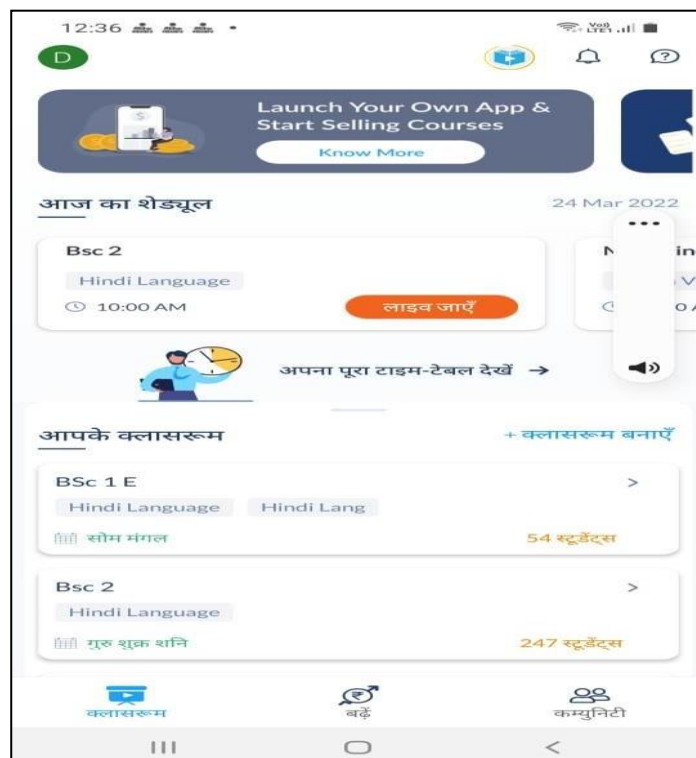 12:36
D
Launch Your Own App &
Start Selling Courses
Know More
आज का शेड्यूल
24 Mar 2022
Bsc 2
Hindi Language
10:00 AM
लाइव जाएँ
अपना पूरा टाइम-टेबल देखें →
आपके क्लासरूम
+ क्लासरूम बनाएँ
BSc 1 E
Hindi Language Hindi Lang
सोम मंगल
54 स्टूडेंट्स
Bsc 2
Hindi Language
गुरु शुक्र शनि
247 स्टूडेंट्स
क्लासरूम
बढ़ें
कम्युनिटी